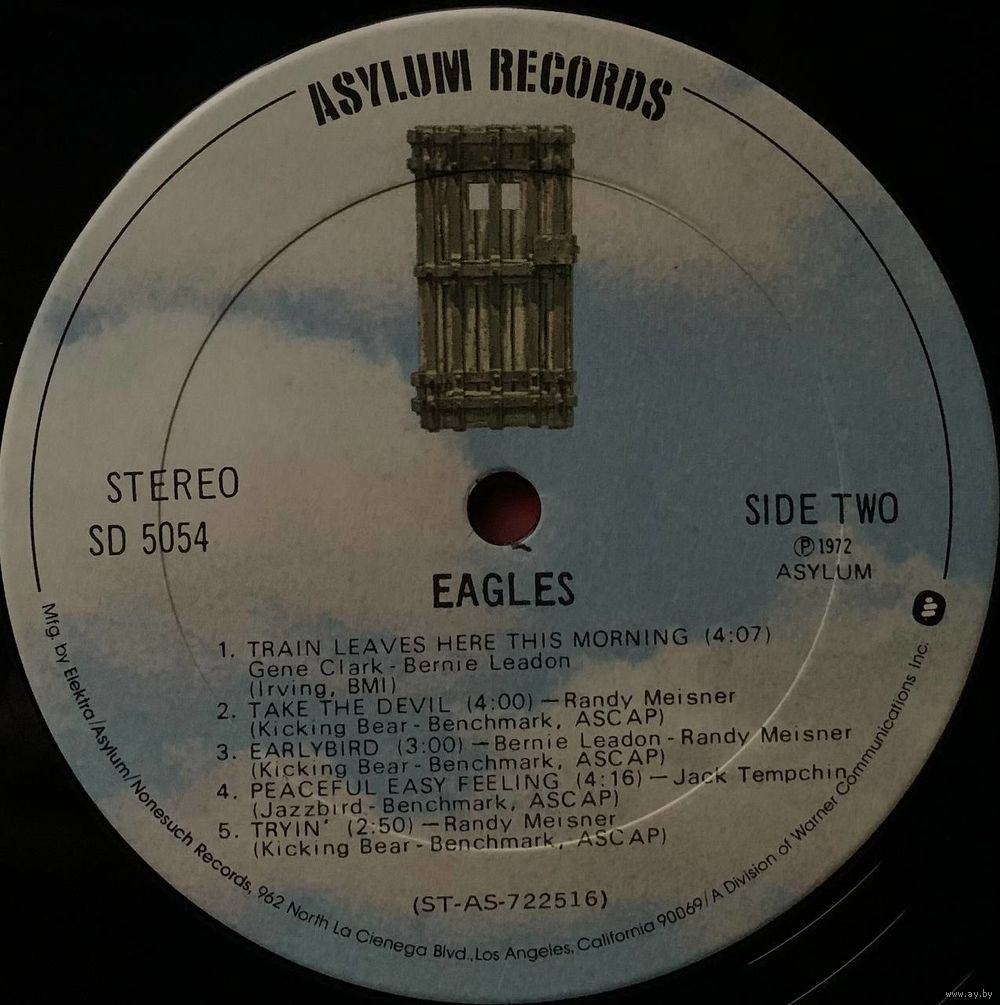 ASYLUM RECORDS
STEREO
SD 5054
SIDE TWO
Ⓟ 1972
ASYLUM
EAGLES
1. TRAIN LEAVES HERE THIS MORNING (4:07)
Gene Clark - Bernie Leadon
(Irving, BMI)
2. TAKE THE DEVIL (4:00) — Randy Meisner
(Kicking Bear - Benchmark, ASCAP)
3. EARLYBIRD (3:00) — Bernie Leadon - Randy Meisner
(Kicking Bear - Benchmark, ASCAP)
4. PEACEFUL EASY FEELING (4:16) — Jack Tempchin
(Jazzbird - Benchmark, ASCAP)
5. TRYIN' (2:50) — Randy Meisner
(Kicking Bear - Benchmark, ASCAP)
(ST-AS-722516)
Mfg. by Elektra/Asylum/Nonesuch Records, 962 North La Cienega Blvd., Los Angeles, California 90069/A Division of Warner Communications Inc.
www.ay.by